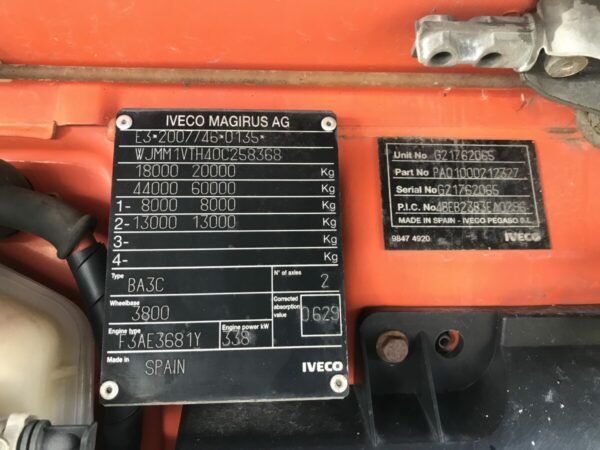 IVECO MAGIRUS AG
E3*2007/46*0135*
WJMM1VTH40C258368
18000 20000 Kg
44000 60000 Kg
1- 8000 8000 Kg
2- 13000 13000 Kg
3- Kg
4- Kg
Type BA3C
N° of axles 2
Wheelbase 3800
Corrected absorption value 0629
Engine type F3AE3681Y
Engine power kW 338
Made in SPAIN
IVECO
Unit No G21762065
Part No PA0100D212327
Serial No G21762065
P.I.C. No
MADE IN SPAIN - IVECO PEGASO S.L.
9847 4920 IVECO